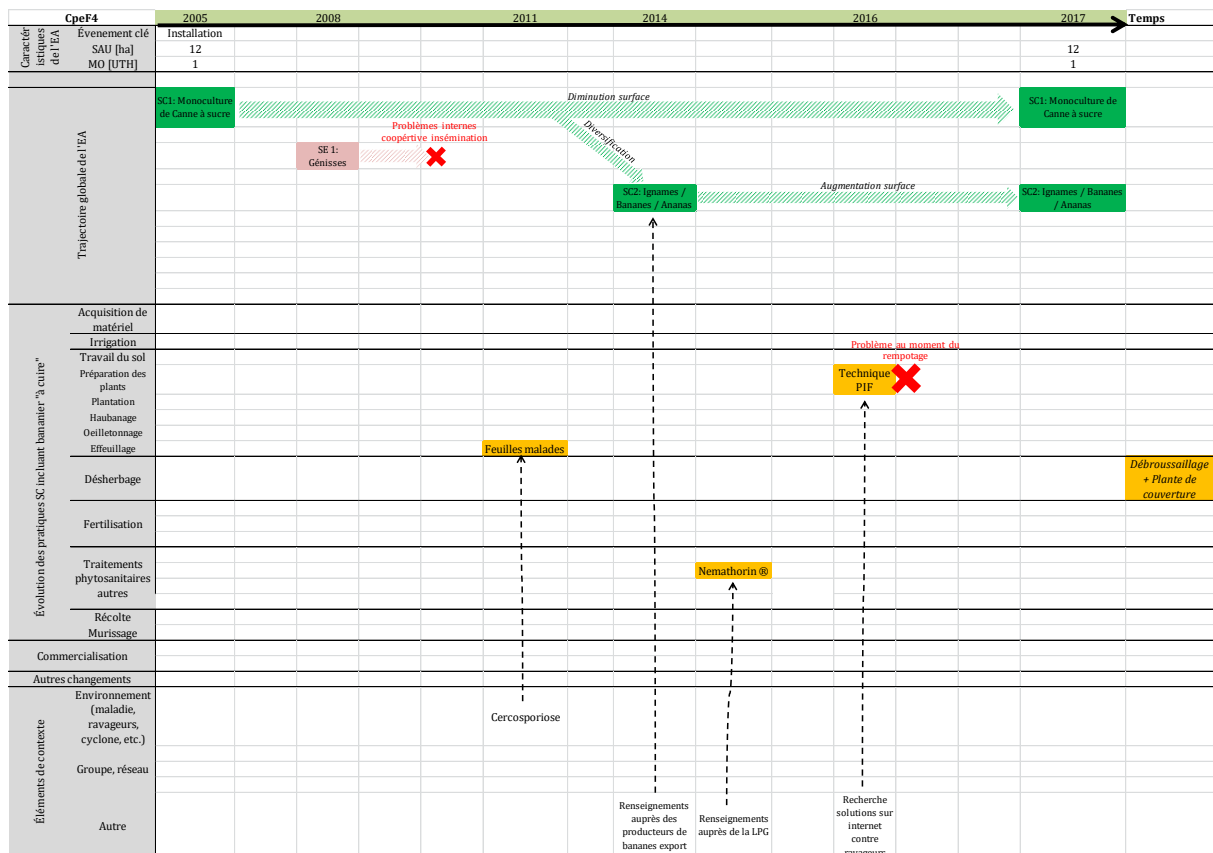 CpeF4 2005 2008 2011 2014 2016 2017 Temps
Caractér
istiques
de l'EA
Évenement clé Installation
SAU [ha] 12 12
MO [UTH] 1 1
Trajectoire globale de l'EA
SC1: Monoculture
de Canne à sucre
Diminution surface
SC1: Monoculture de
Canne à sucre
Problèmes internes
coopértive insémination
Diversification
SE 1:
Génisses
SC2: Ignames /
Bananes / Ananas
Augmentation surface
SC2: Ignames / Bananes
/ Ananas
Évolution des pratiques SC incluant bananier "à cuire"
Acquisition de
matériel
Irrigation
Travail du sol
Problème au moment du
rempotage
Préparation des
plants
Technique
PIF
Plantation
Haubanage
Oeilletonnage
Effeuillage Feuilles malades
Désherbage
Débroussaillage
+ Plante de
couverture
Fertilisation
Traitements
phytosanitaires
autres
Nemathorin ®
Récolte
Murissage
Commercialisation
Autres changements
Éléments de contexte
Environnement
(maladie,
ravageurs,
cyclone, etc.)
Cercosporiose
Groupe, réseau
Autre
Renseignements
auprès des
producteurs de
bananes export
Renseignements
auprès de la LPG
Recherche
solutions sur
internet
contre
ravageurs